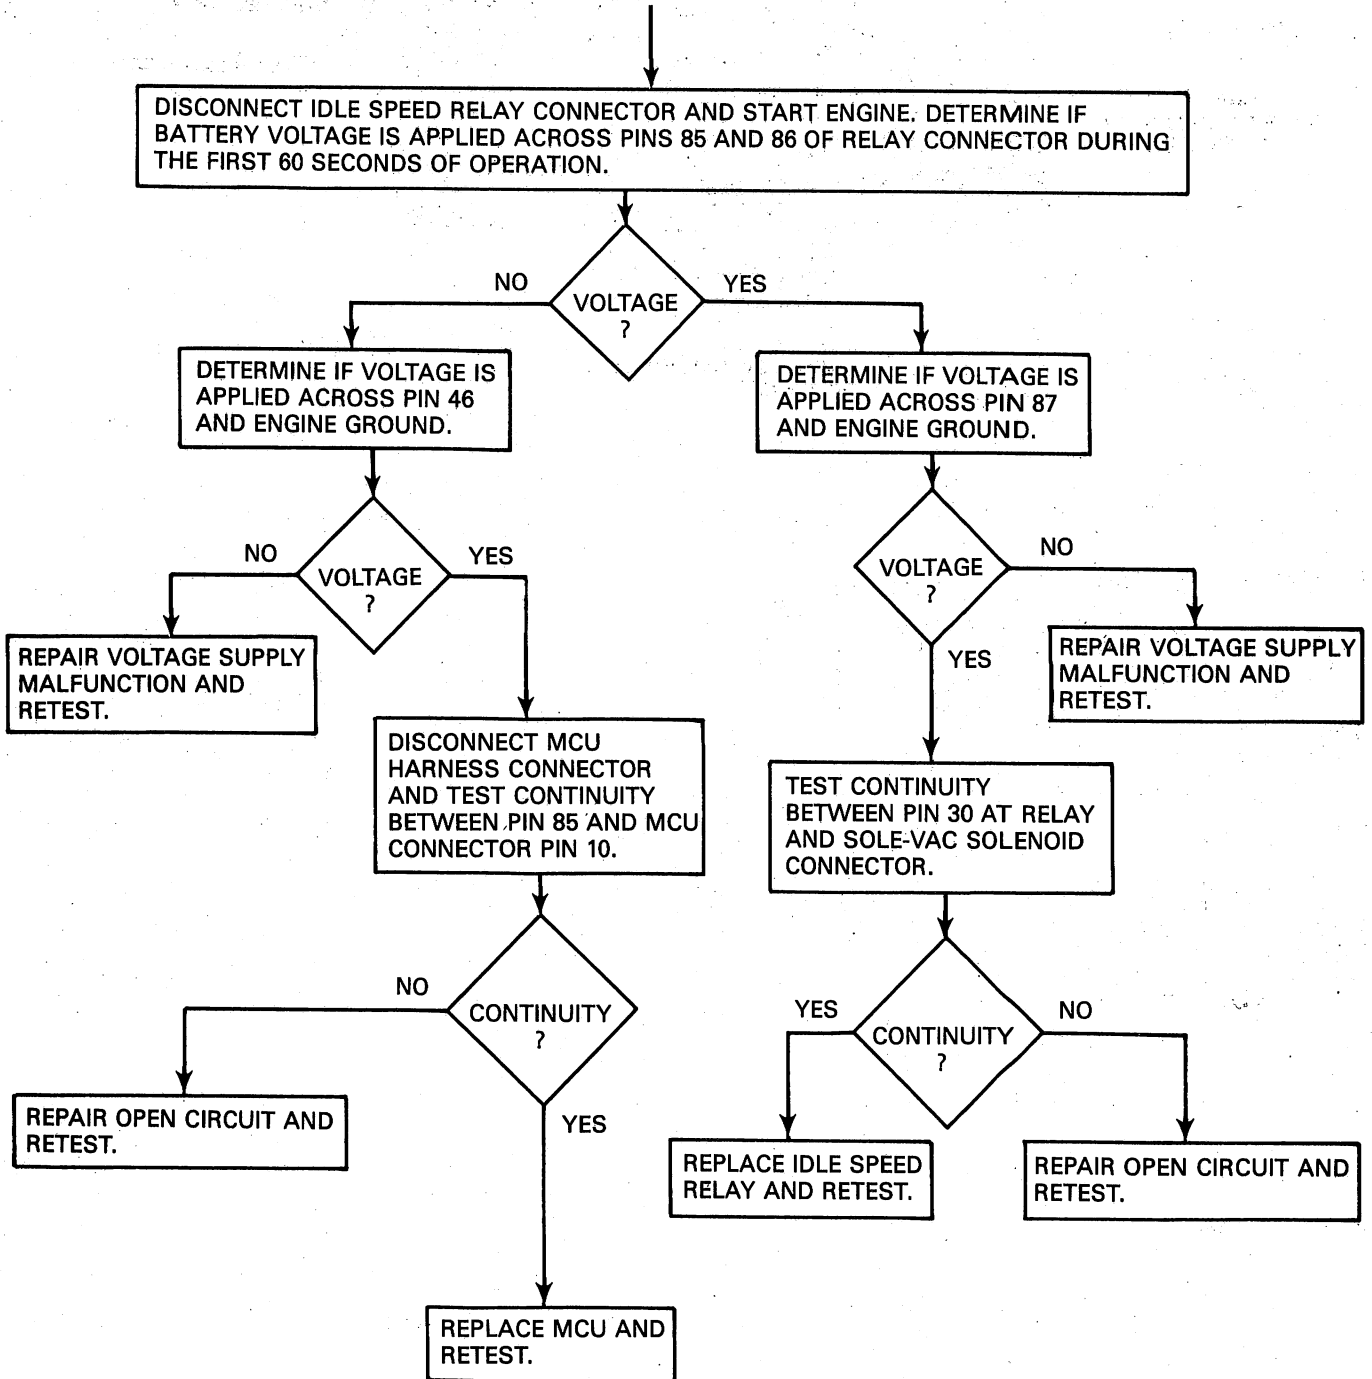 DISCONNECT IDLE SPEED RELAY CONNECTOR AND START ENGINE. DETERMINE IF
BATTERY VOLTAGE IS APPLIED ACROSS PINS 85 AND 86 OF RELAY CONNECTOR DURING
THE FIRST 60 SECONDS OF OPERATION.
NO
VOLTAGE
?
YES
DETERMINE IF VOLTAGE IS
APPLIED ACROSS PIN 46
AND ENGINE GROUND.
DETERMINE IF VOLTAGE IS
APPLIED ACROSS PIN 87
AND ENGINE GROUND.
NO
VOLTAGE
?
YES
VOLTAGE
?
NO
YES
REPAIR VOLTAGE SUPPLY
MALFUNCTION AND
RETEST.
REPAIR VOLTAGE SUPPLY
MALFUNCTION AND
RETEST.
DISCONNECT MCU
HARNESS CONNECTOR
AND TEST CONTINUITY
BETWEEN PIN 85 AND MCU
CONNECTOR PIN 10.
TEST CONTINUITY
BETWEEN PIN 30 AT RELAY
AND SOLE-VAC SOLENOID
CONNECTOR.
NO
CONTINUITY
?
YES
YES
CONTINUITY
?
NO
REPAIR OPEN CIRCUIT AND
RETEST.
REPLACE IDLE SPEED
RELAY AND RETEST.
REPAIR OPEN CIRCUIT AND
RETEST.
REPLACE MCU AND
RETEST.